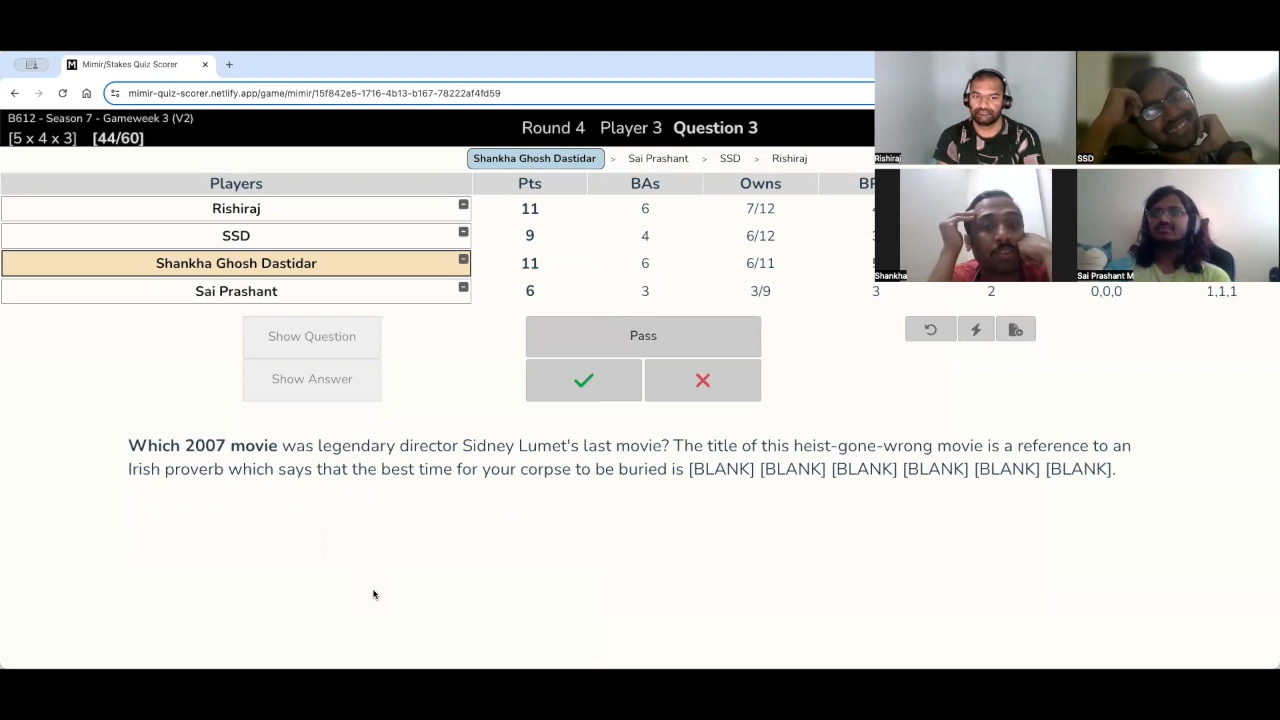 Mimir/Stakes Quiz Scorer
mimir-quiz-scorer.netlify.app/game/mimir/15f842e5-1716-4b13-b167-78222af4fd59
B612 - Season 7 - Gameweek 3 (V2)
[5 x 4 x 3] [44/60]
Round 4 Player 3 Question 3
Shankha Ghosh Dastidar > Sai Prashant > SSD > Rishiraj
Players Pts BAs Owns
Rishiraj 11 6 7/12
SSD 9 4 6/12
Shankha Ghosh Dastidar 11 6 6/11
Sai Prashant 6 3 3/9 3 2 0,0,0 1,1,1
Rishiraj
SSD
Shankha
Sai Prashant M
Show Question
Pass
Show Answer
Which 2007 movie was legendary director Sidney Lumet's last movie? The title of this heist-gone-wrong movie is a reference to an
Irish proverb which says that the best time for your corpse to be buried is [BLANK] [BLANK] [BLANK] [BLANK] [BLANK] [BLANK].